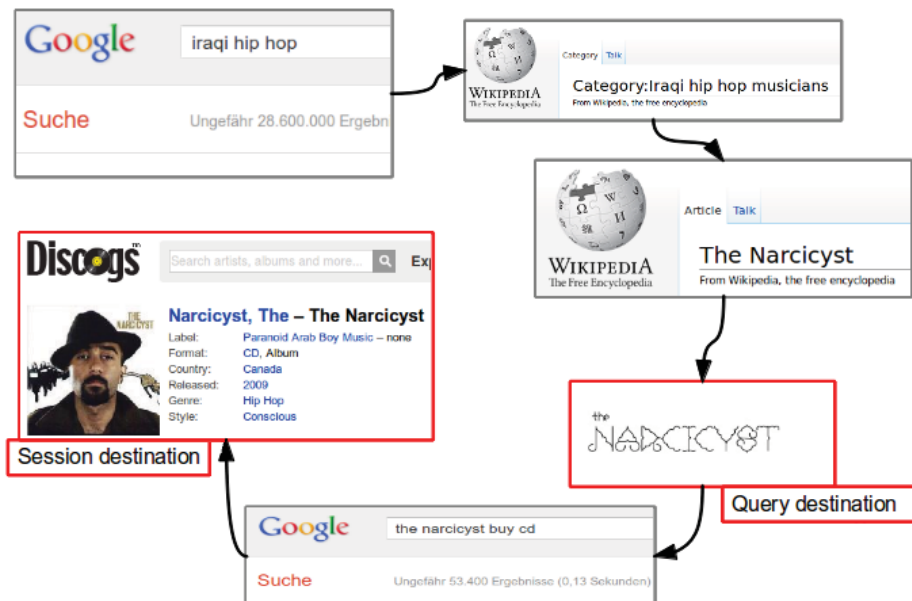 Google
iraqi hip hop
Suche
Ungefähr 28.600.000 Ergebn
WIKIPEDIA
The Free Encyclopedia
Category Talk
Category:Iraqi hip hop musicians
From Wikipedia, the free encyclopedia
WIKIPEDIA
The Free Encyclopedia
Article Talk
The Narcicyst
From Wikipedia, the free encyclopedia
the
NARCICYST
Query destination
Google
the narcicyst buy cd
Suche
Ungefähr 53.400 Ergebnisse (0,13 Sekunden)
Discogs
Search artists, albums and more...
Exp
THE
NARCICYST
Narcicyst, The – The Narcicyst
Label: Paranoid Arab Boy Music – none
Format: CD, Album
Country: Canada
Released: 2009
Genre: Hip Hop
Style: Conscious
Session destination